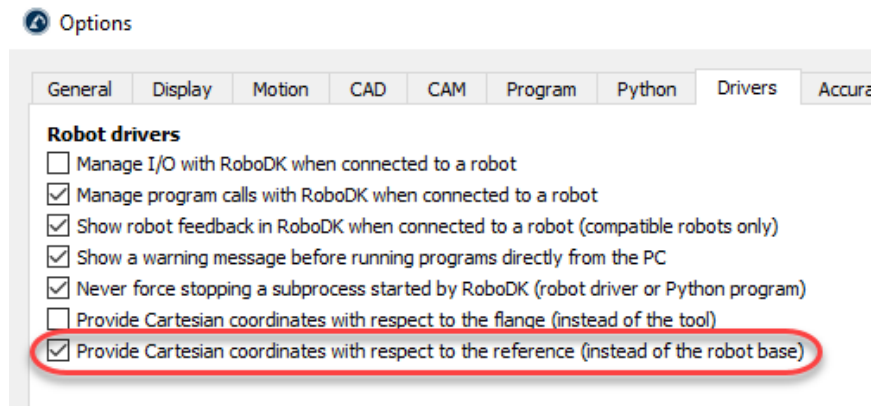 Options
General Display Motion CAD CAM Program Python Drivers Accura
Robot drivers
Manage I/O with RoboDK when connected to a robot
Manage program calls with RoboDK when connected to a robot
Show robot feedback in RoboDK when connected to a robot (compatible robots only)
Show a warning message before running programs directly from the PC
Never force stopping a subprocess started by RoboDK (robot driver or Python program)
Provide Cartesian coordinates with respect to the flange (instead of the tool)
Provide Cartesian coordinates with respect to the reference (instead of the robot base)